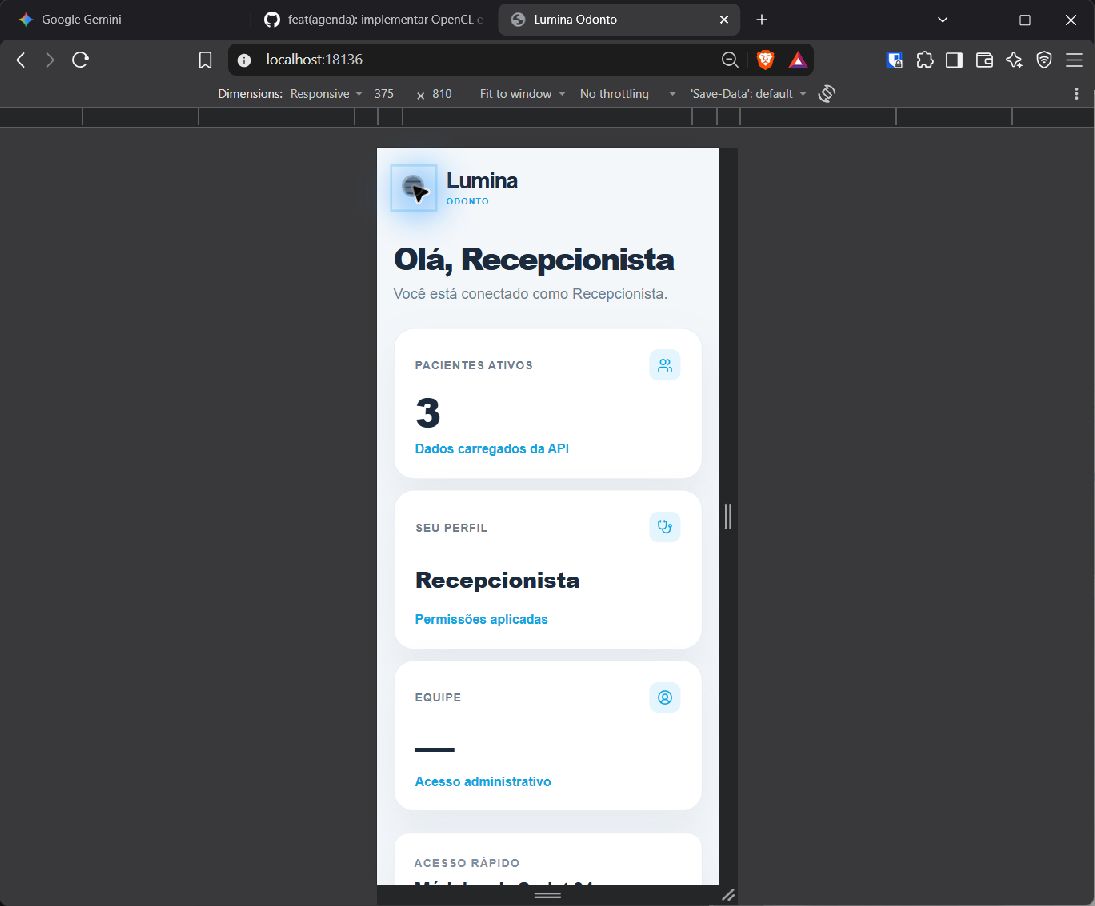 Google Gemini
feat(agenda): implementar OpenCL e
Lumina Odonto
localhost:18136
Dimensions: Responsive 375 x 810 Fit to window No throttling 'Save-Data': default
Lumina
ODONTO
Olá, Recepcionista
Você está conectado como Recepcionista.
PACIENTES ATIVOS
3
Dados carregados da API
SEU PERFIL
Recepcionista
Permissões aplicadas
EQUIPE
—
Acesso administrativo
ACESSO RÁPIDO